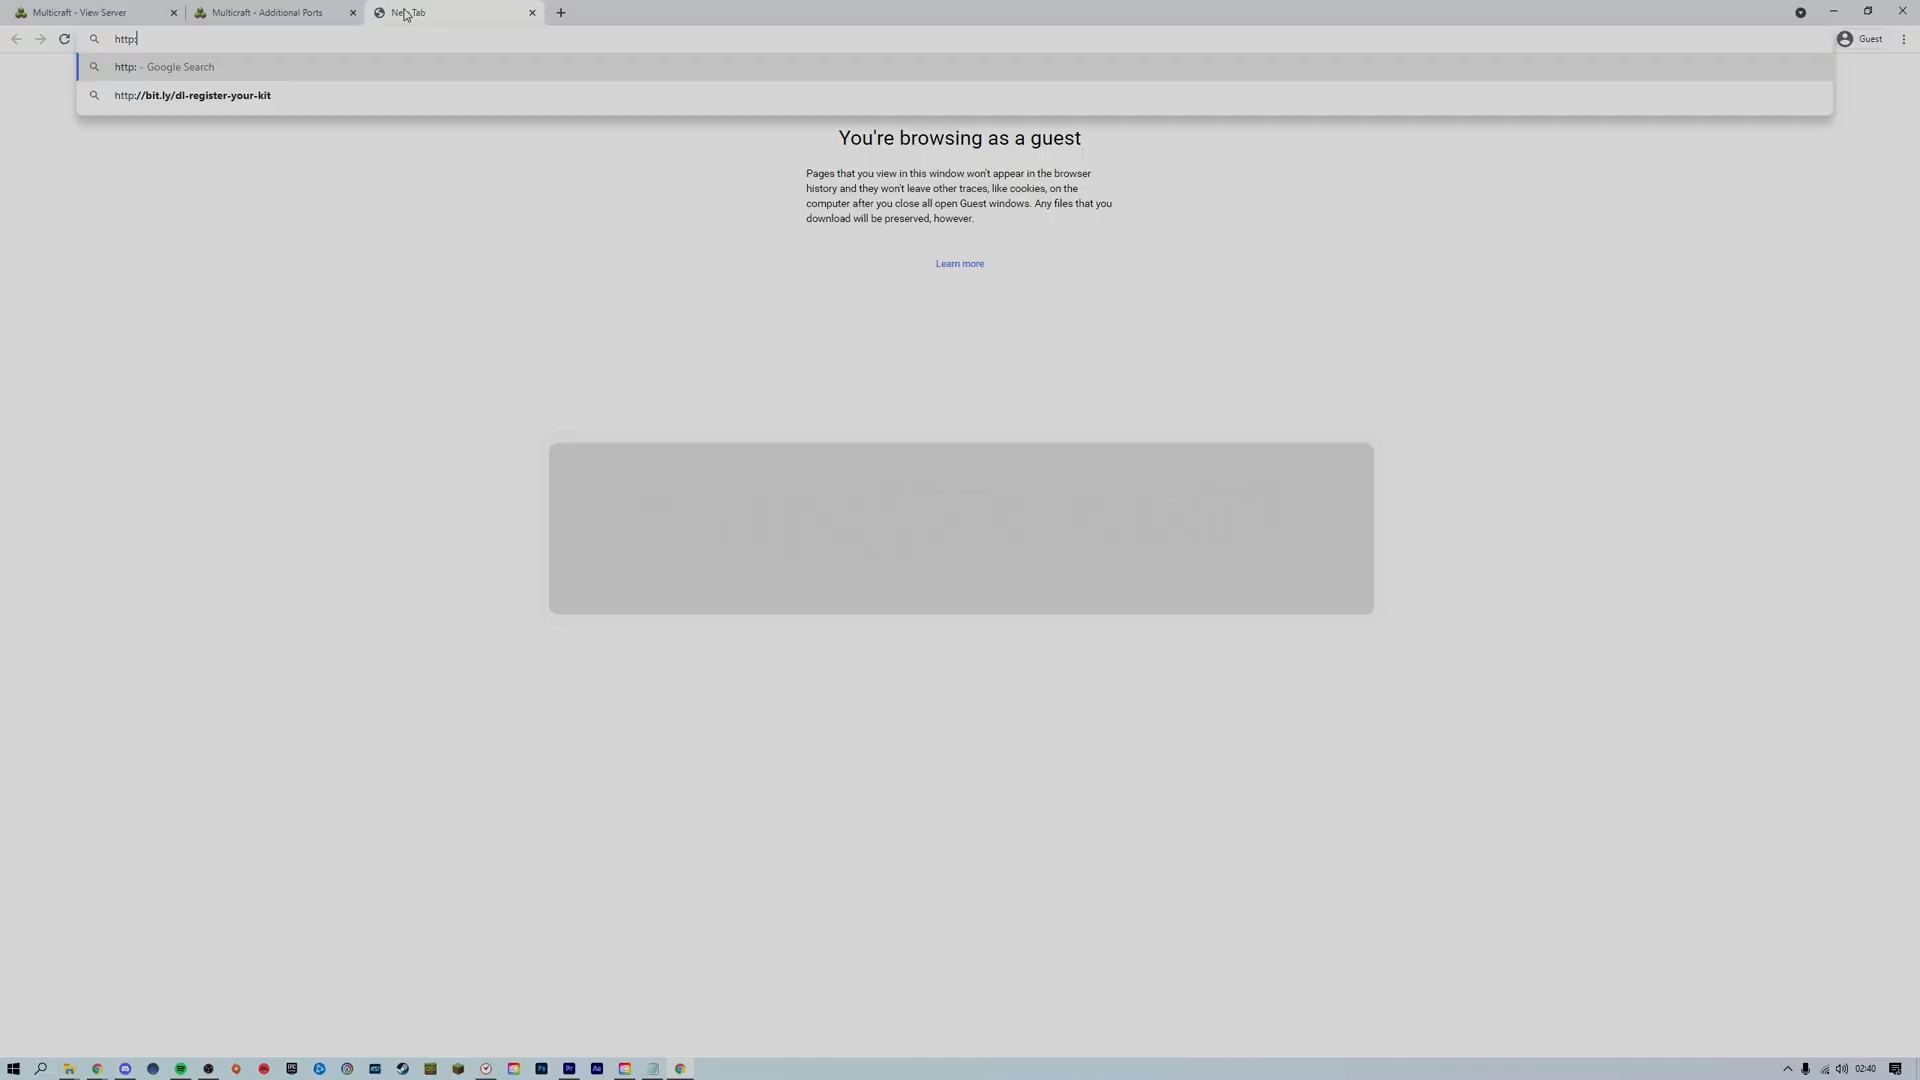 Multicraft - View Server
Multicraft - Additional Ports
http:
Guest
http: - Google Search
http://bit.ly/dl-register-your-kit
You're browsing as a guest
Pages that you view in this window won't appear in the browser
history and they won't leave other traces, like cookies, on the
computer after you close all open Guest windows. Any files that you
download will be preserved, however.
Learn more
02:40